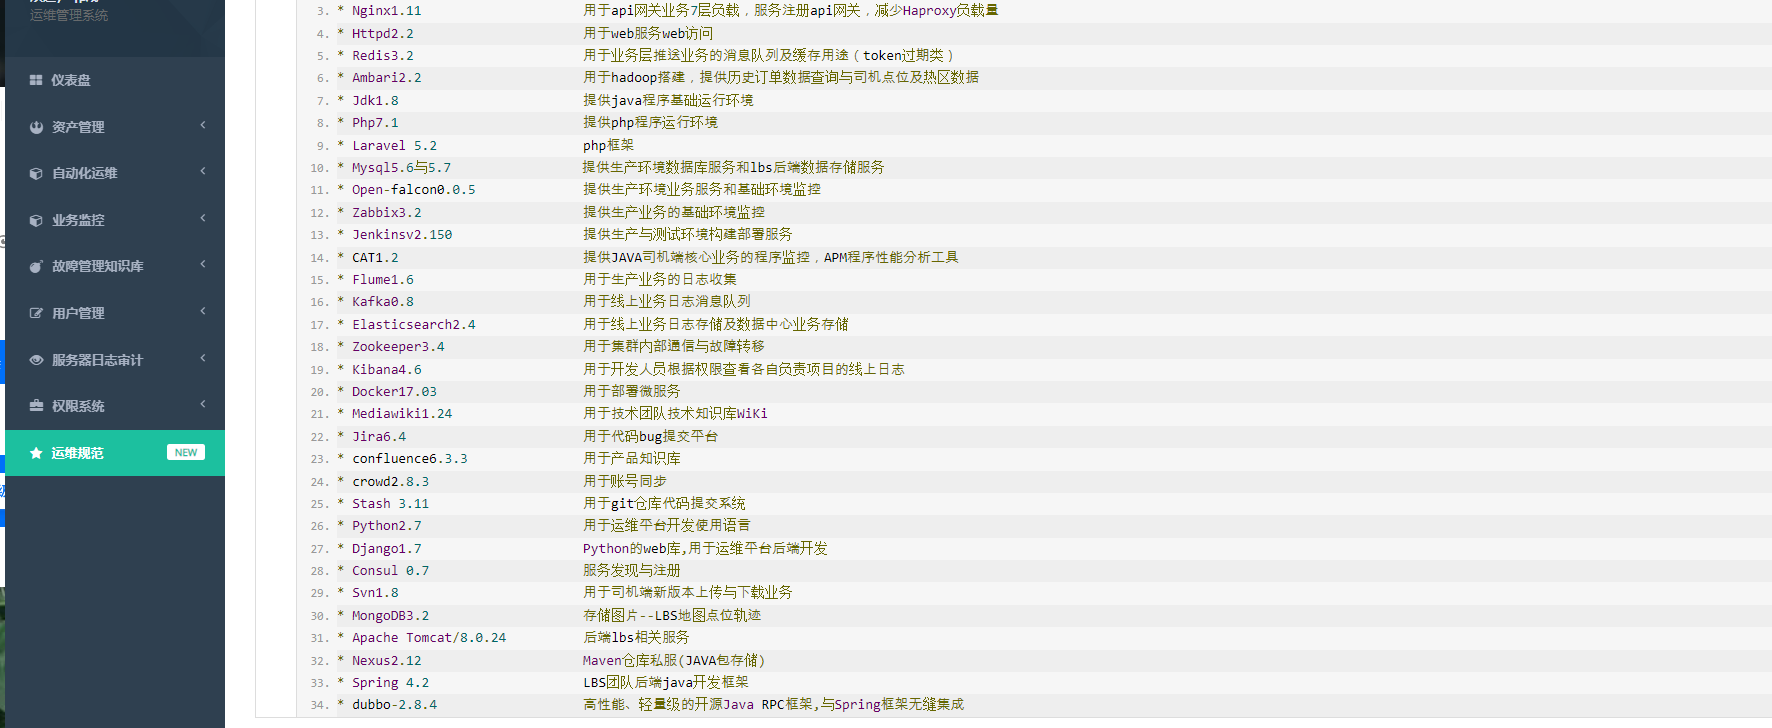 运维管理系统
仪表盘
资产管理
自动化运维
业务监控
故障管理知识库
用户管理
服务器日志审计
权限系统
运维规范 NEW
3. * Nginx1.11 用于api网关业务7层负载，服务注册api网关，减少Haproxy负载量
4. * Httpd2.2 用于web服务web访问
5. * Redis3.2 用于业务层推送业务的消息队列及缓存用途（token过期类）
6. * Ambari2.2 用于hadoop搭建，提供历史订单数据查询与司机点位及热区数据
7. * Jdk1.8 提供java程序基础运行环境
8. * Php7.1 提供php程序运行环境
9. * Laravel 5.2 php框架
10. * Mysql5.6与5.7 提供生产环境数据库服务和lbs后端数据存储服务
11. * Open-falcon0.0.5 提供生产环境业务服务和基础环境监控
12. * Zabbix3.2 提供生产业务的基础环境监控
13. * Jenkinsv2.150 提供生产与测试环境构建部署服务
14. * CAT1.2 提供JAVA司机端核心业务的程序监控，APM程序性能分析工具
15. * Flume1.6 用于生产业务的日志收集
16. * Kafka0.8 用于线上业务日志消息队列
17. * Elasticsearch2.4 用于线上业务日志存储及数据中心业务存储
18. * Zookeeper3.4 用于集群内部通信与故障转移
19. * Kibana4.6 用于开发人员根据权限查看各自负责项目的线上日志
20. * Docker17.03 用于部署微服务
21. * Mediawiki1.24 用于技术团队技术知识库WiKi
22. * Jira6.4 用于代码bug提交平台
23. * confluence6.3.3 用于产品知识库
24. * crowd2.8.3 用于账号同步
25. * Stash 3.11 用于git仓库代码提交系统
26. * Python2.7 用于运维平台开发使用语言
27. * Django1.7 Python的web库,用于运维平台后端开发
28. * Consul 0.7 服务发现与注册
29. * Svn1.8 用于司机端新版本上传与下载业务
30. * MongoDB3.2 存储图片--LBS地图点位轨迹
31. * Apache Tomcat/8.0.24 后端lbs相关服务
32. * Nexus2.12 Maven仓库私服(JAVA包存储)
33. * Spring 4.2 LBS团队后端java开发框架
34. * dubbo-2.8.4 高性能、轻量级的开源Java RPC框架,与Spring框架无缝集成